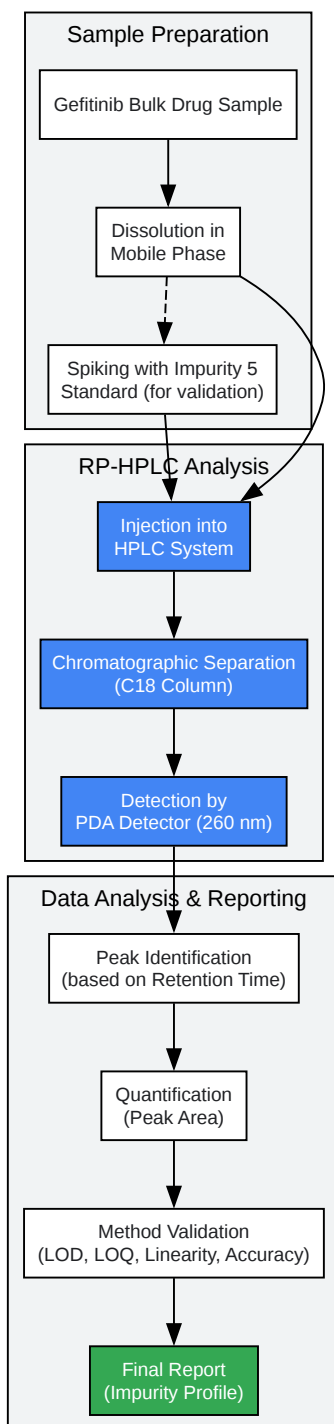 Sample Preparation
Gefitinib Bulk Drug Sample
Dissolution in
Mobile Phase
Spiking with Impurity 5
Standard (for validation)
RP-HPLC Analysis
Injection into
HPLC System
Chromatographic Separation
(C18 Column)
Detection by
PDA Detector (260 nm)
Data Analysis & Reporting
Peak Identification
(based on Retention Time)
Quantification
(Peak Area)
Method Validation
(LOD, LOQ, Linearity, Accuracy)
Final Report
(Impurity Profile)